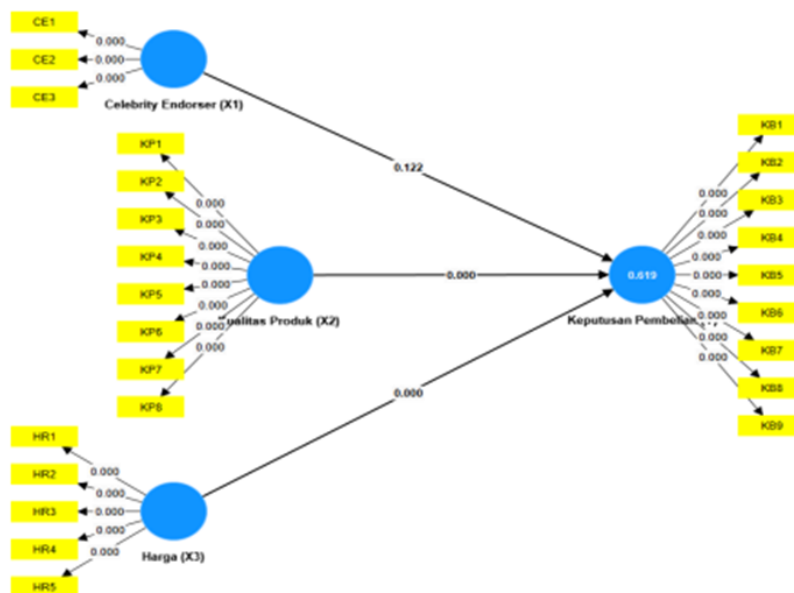 CE1
0.000
CE2
0.000
0.000
CE3
Celebrity Endorser (X1)
KP1
KP2
KP3
KP4
KP5
KP6
KP7
KP8
0.000
0.000
0.000
0.000
0.000
0.000
0.000
0.000
ualitas Produk (X2)
HR1
HR2
HR3
HR4
HR5
0.000
0.000
0.000
0.000
0.000
Harga (X3)
0.122
0.000
0.000
0.619
Keputusan Pembelian
0.000
0.000
0.000
0.000
0.000
0.000
0.000
0.000
0.000
KB1
KB2
KB3
KB4
KB5
KB6
KB7
KB8
KB9